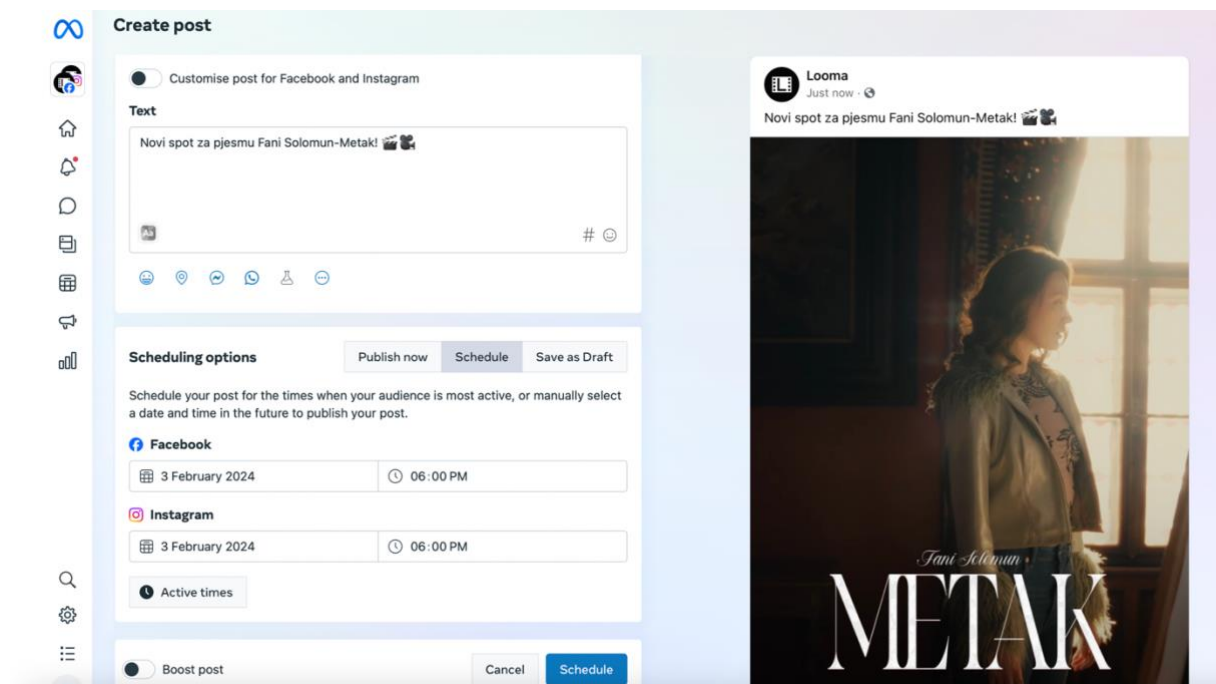 Create post
Customise post for Facebook and Instagram
Text
Novi spot za pjesmu Fani Solomun-Metak! 🎬🎥
Aa
#
Scheduling options
Publish now
Schedule
Save as Draft
Schedule your post for the times when your audience is most active, or manually select
a date and time in the future to publish your post.
Facebook
3 February 2024
06:00 PM
Instagram
3 February 2024
06:00 PM
Active times
Boost post
Cancel
Schedule
Looma
Just now ·
Novi spot za pjesmu Fani Solomun-Metak! 🎬🎥
Fani Solomun
METAK